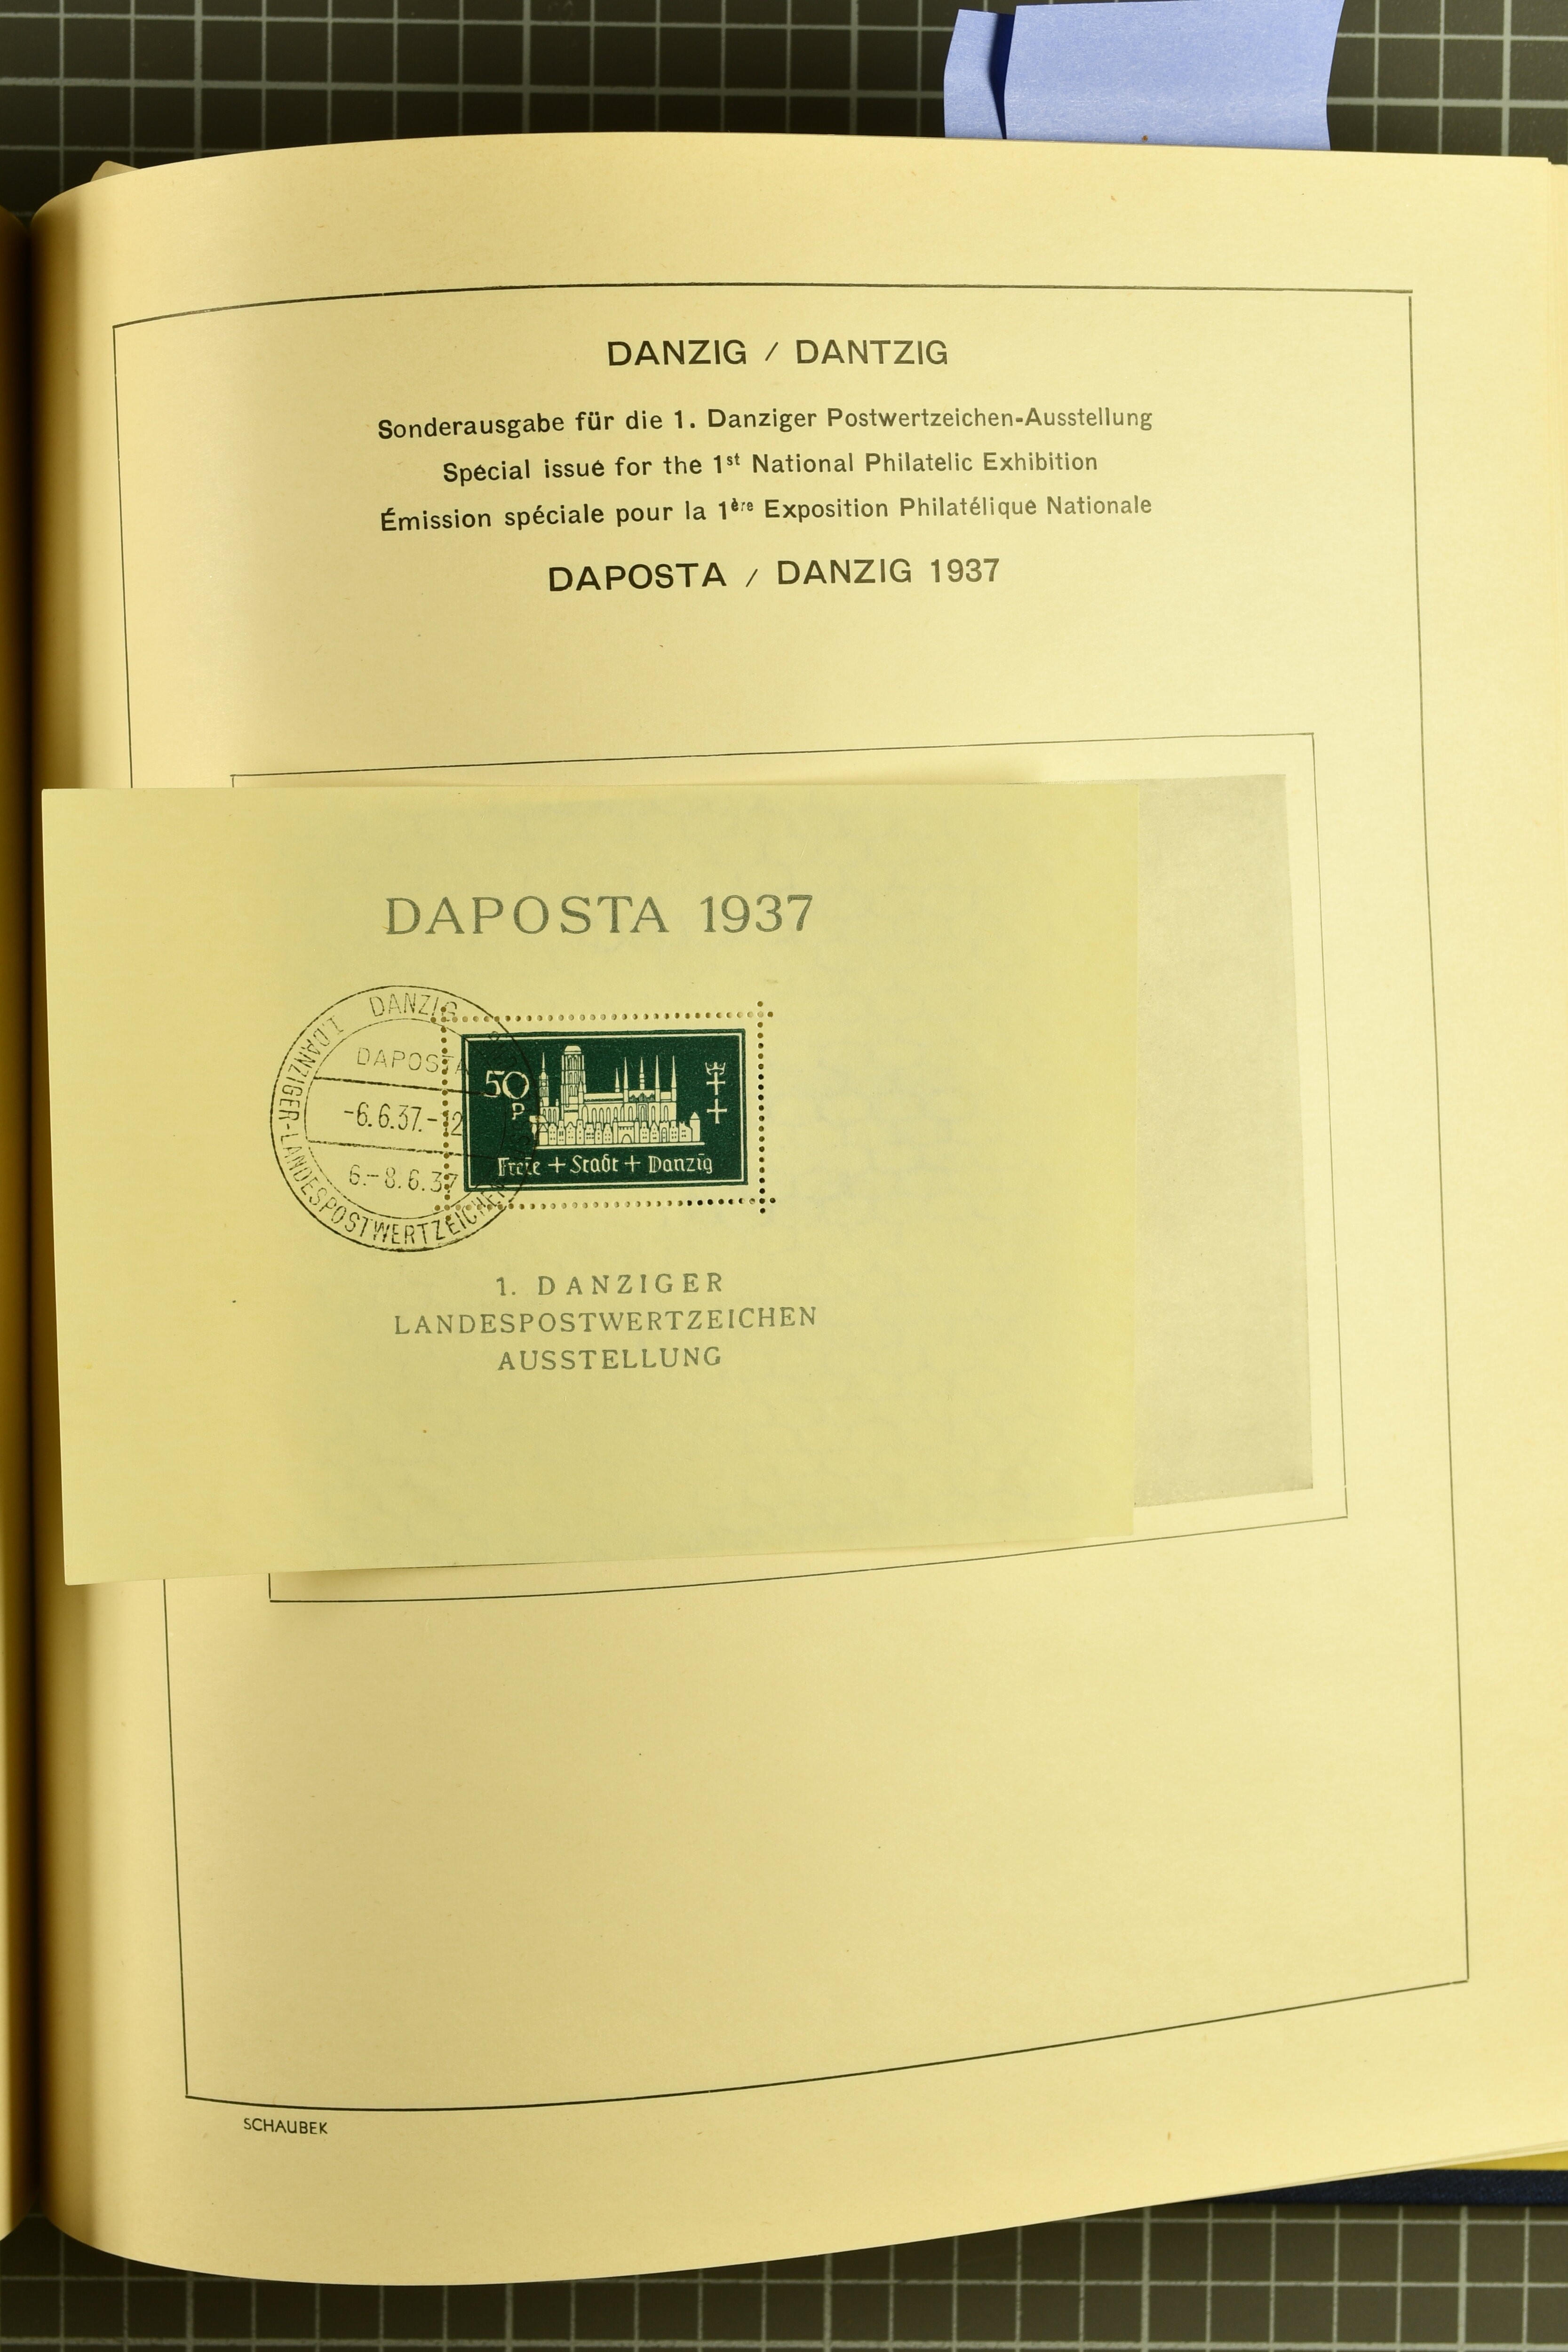 DANZIG / DANTZIG
Sonderausgabe für die 1. Danziger Postwertzeichen-Ausstellung
Spécial issué for the 1st National Philatelic Exhibition
Émission spéciale pour la 1ère Exposition Philatélique Nationale
DAPOSTA / DANZIG 1937
DAPOSTA 1937
DANZIG
1.DANZIGER-LANDESPOSTWERTZEICHEN
DAPOSTA
-6.6.37.-12
6.-8.6.37
50
P
Freie + Stadt + Danzig
1. DANZIGER
LANDESPOSTWERTZEICHEN
AUSSTELLUNG
SCHAUBEK